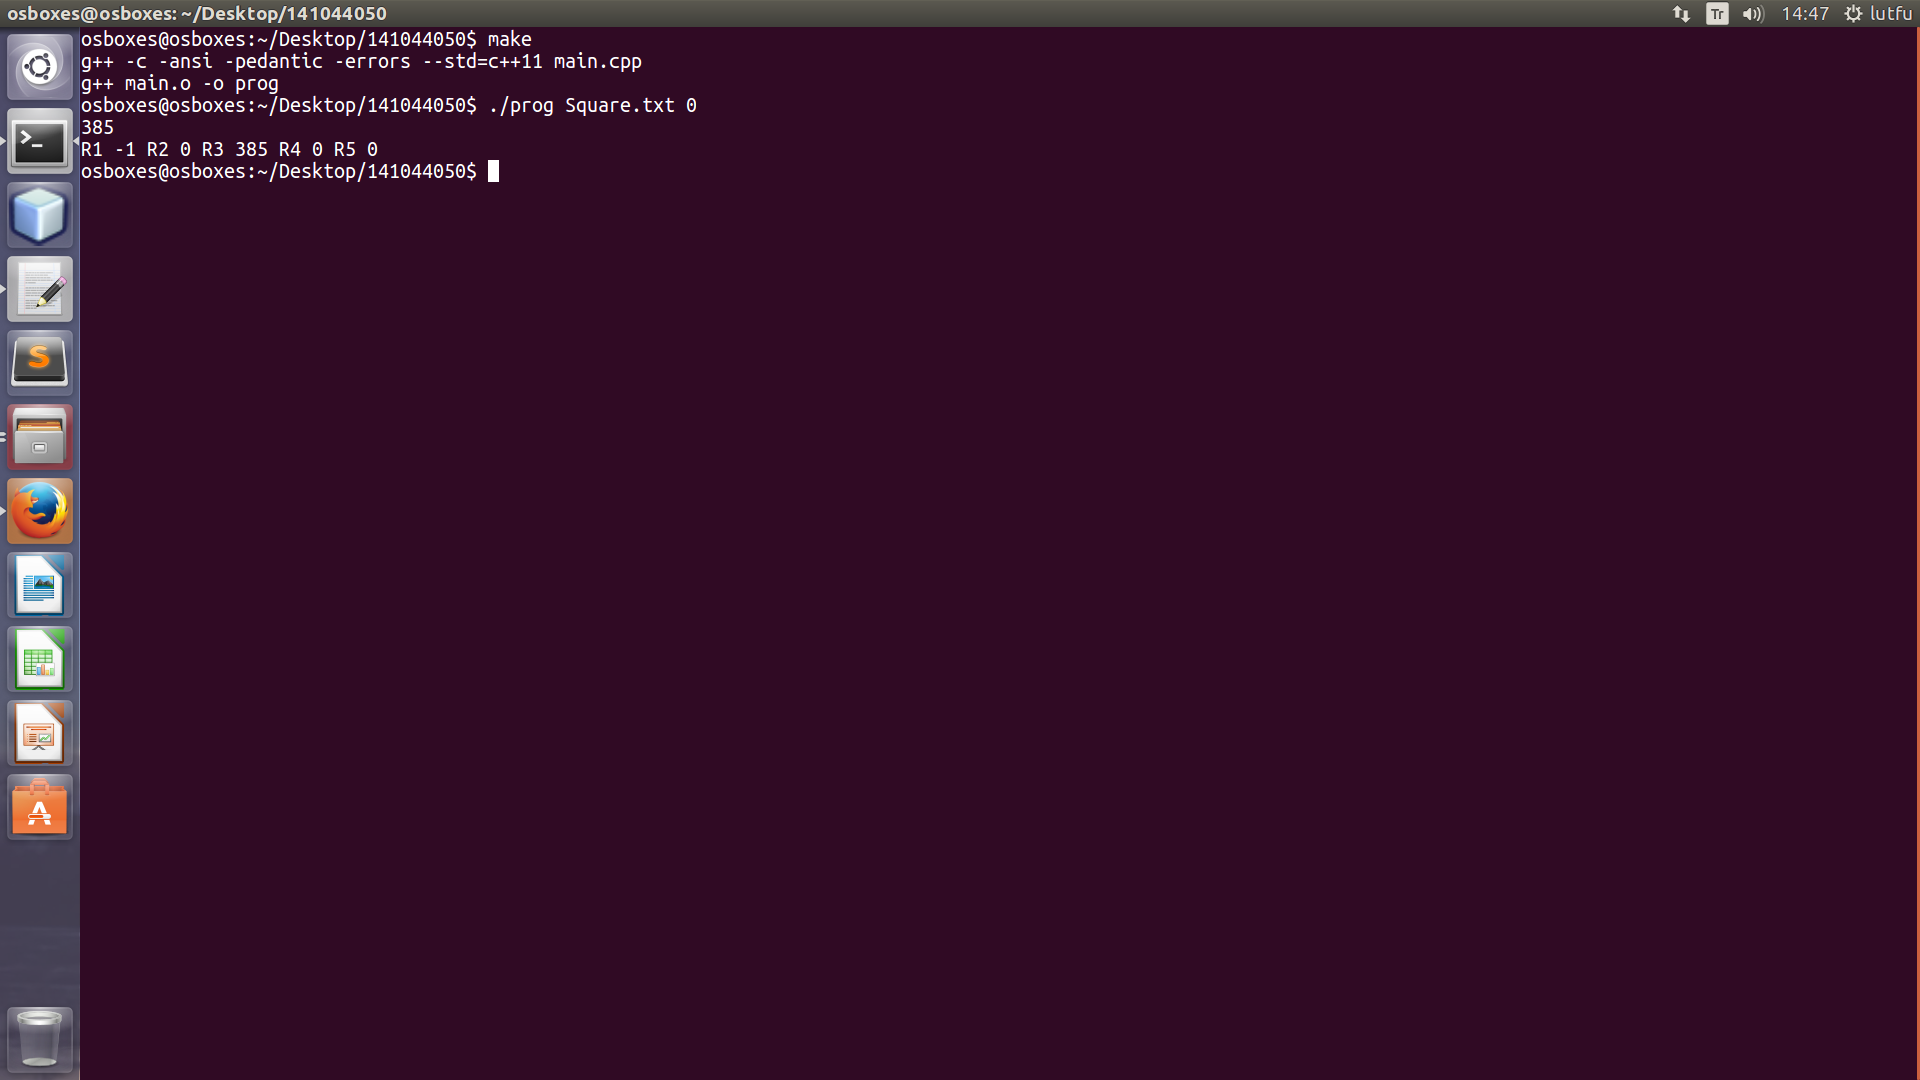 osboxes@osboxes: ~/Desktop/141044050
Tr
14:47
lutfu
osboxes@osboxes:~/Desktop/141044050$ make
g++ -c -ansi -pedantic -errors --std=c++11 main.cpp
g++ main.o -o prog
osboxes@osboxes:~/Desktop/141044050$ ./prog Square.txt 0
385
R1 -1 R2 0 R3 385 R4 0 R5 0
osboxes@osboxes:~/Desktop/141044050$